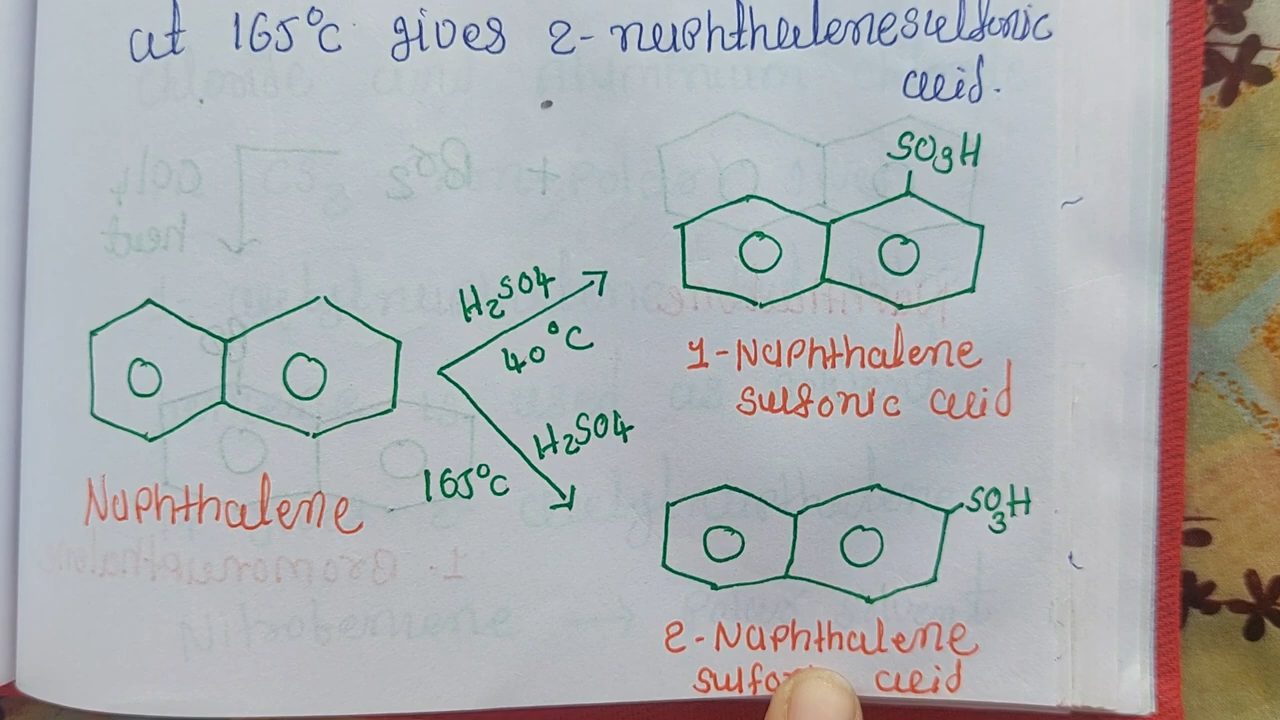 at 165°c gives 2-naphthalenesulfonic
acid.
SO3H
H2SO4
40°C
1-Naphthalene
sulfonic acid
H2SO4
165°c
Naphthalene
SO3H
2-Naphthalene
acid